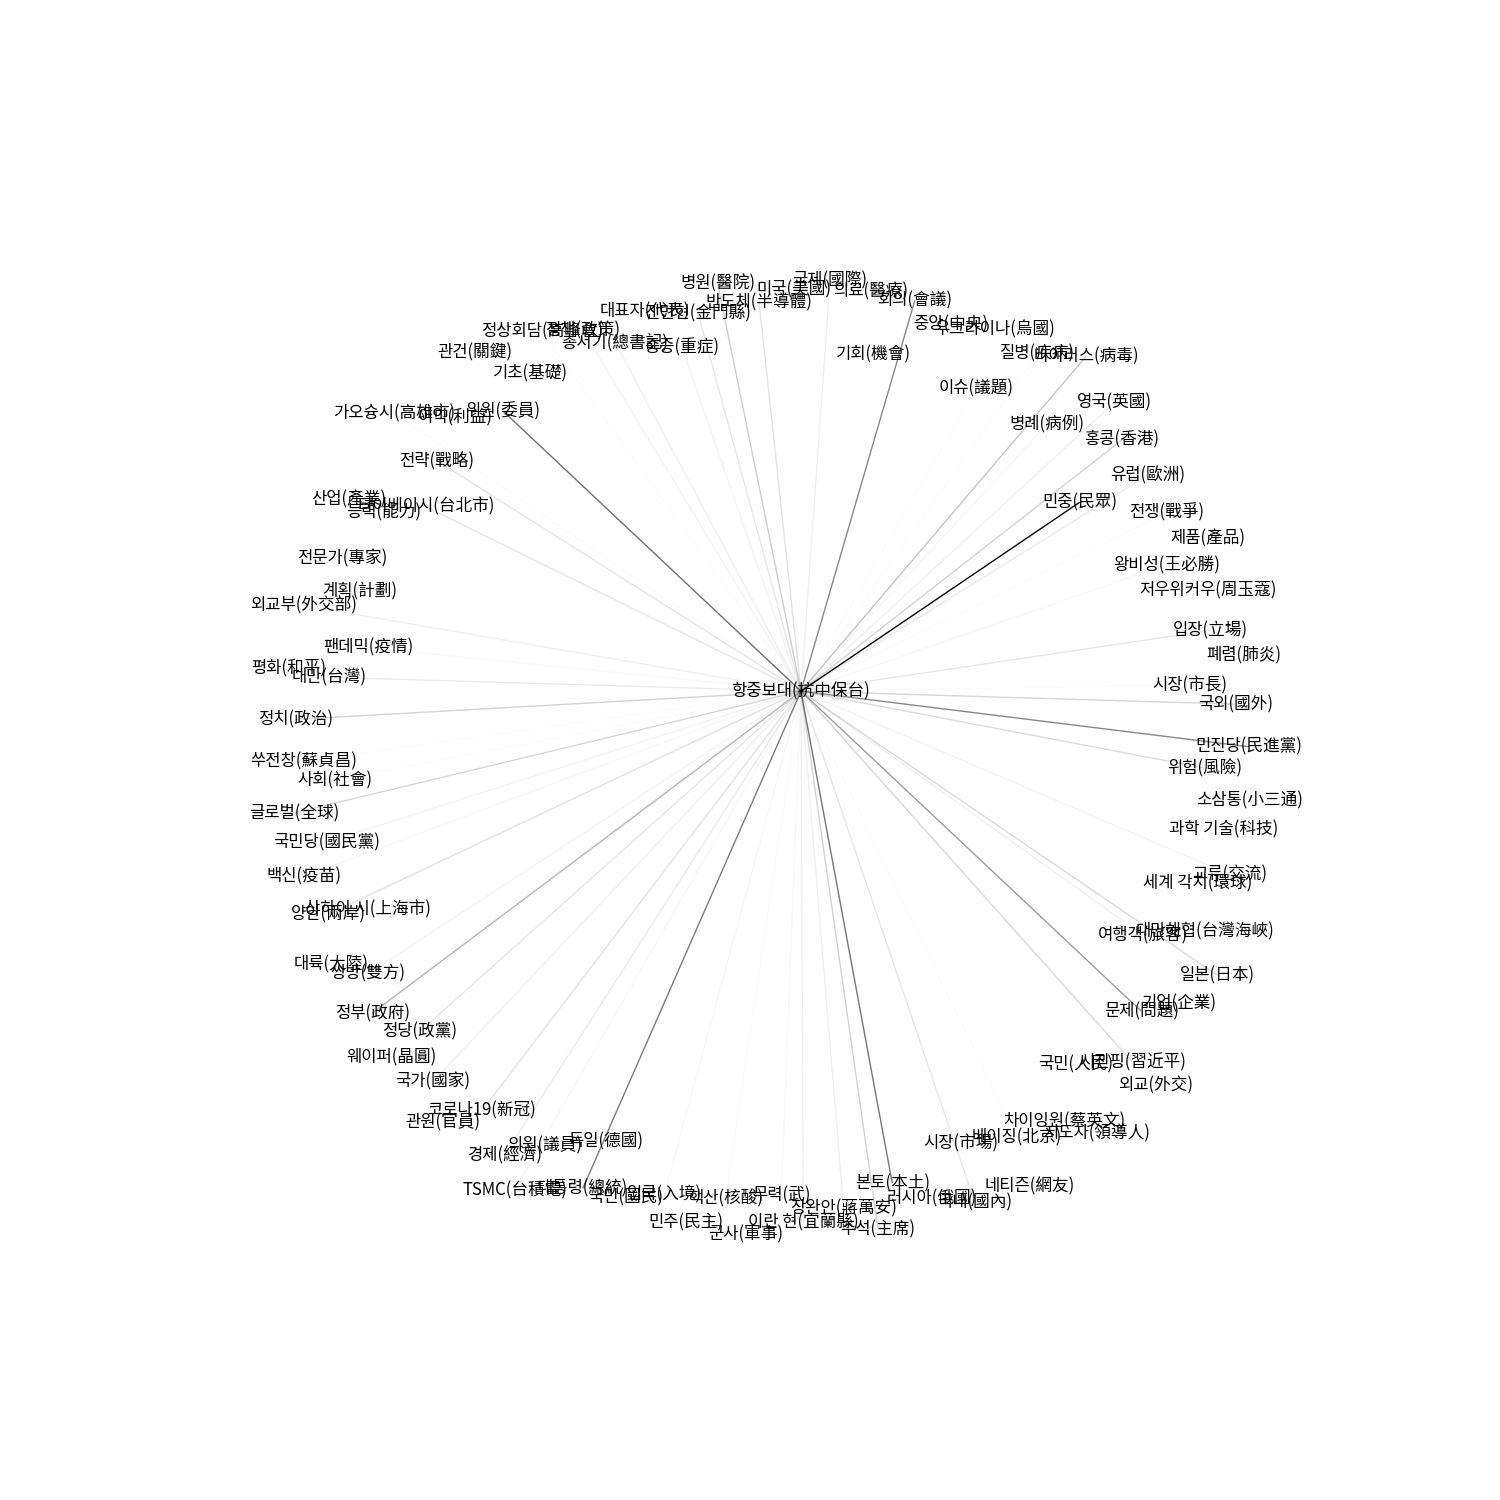 국제(國際)
병원(醫院)
미국(美國)
의료(醫療)
회의(會議)
반도체(半導體)
대표자(代表)
진먼현(金門縣)
중앙(中央)
우크라이나(烏國)
정상회담(
정책(政策)
총서기(總書記)
중증(重症)
관건(關鍵)
기회(機會)
질병(疾病)
바이러스(病毒)
기초(基礎)
이슈(議題)
영국(英國)
가오슝시(高雄市)
이익(利益)
위원(委員)
병례(病例)
홍콩(香港)
전략(戰略)
유럽(歐洲)
산업(產業)
타이베이시(台北市)
능력(能力)
민중(民眾)
전쟁(戰爭)
제품(產品)
전문가(專家)
왕비성(王必勝)
계획(計劃)
저우위커우(周玉蔻)
외교부(外交部)
입장(立場)
팬데믹(疫情)
폐렴(肺炎)
평화(和平)
대만(台灣)
시장(市長)
항중보대(抗中保台)
국외(國外)
정치(政治)
민진당(民進黨)
쑤전창(蘇貞昌)
위험(風險)
사회(社會)
소삼통(小三通)
글로벌(全球)
과학 기술(科技)
국민당(國民黨)
백신(疫苗)
교류(交流)
세계 각지(環球)
상하이 시(上海市)
양안(兩岸)
대만해협(台灣海峽)
여행객(旅客)
대륙(大陸)
쌍방(雙方)
일본(日本)
기업(企業)
정부(政府)
문제(問題)
정당(政黨)
웨이퍼(晶圓)
국민(人民)
시진핑(習近平)
국가(國家)
외교(外交)
코로나19(新冠)
관원(官員)
차이잉원(蔡英文)
지도자(領導人)
베이징(北京)
시장(市場)
의원(議員)
독일(德國)
경제(經濟)
본토(本土)
네티즌(網友)
TSMC(台積電)
대통령(總統)
국민(國民)
입국(入境)
핵산(核酸)
무력(武)
러시아(俄國)
국내(國內)
장완안(蔣萬安)
민주(民主)
이란 현(宜蘭縣)
주석(主席)
군사(軍事)